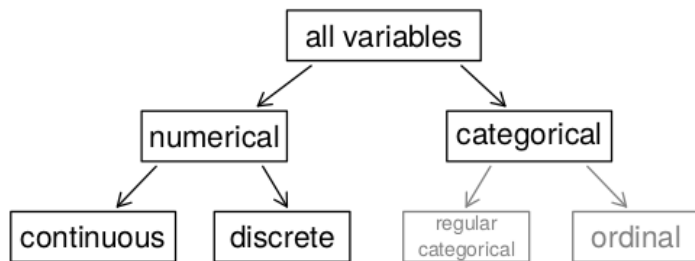 all variables
numerical
categorical
continuous
discrete
regular
categorical
ordinal